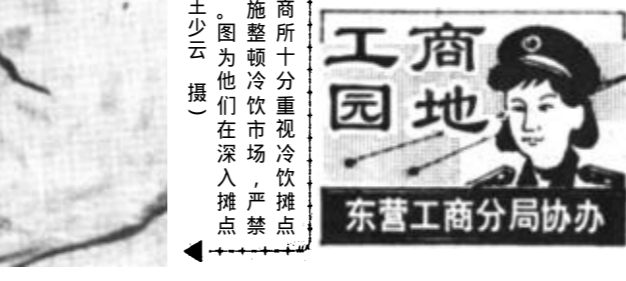 商所十分重视冷饮摊点
施整顿冷饮市场,严禁
。图为他们在深入摊点
王少云 摄)
工商
园地
东营工商分局协办